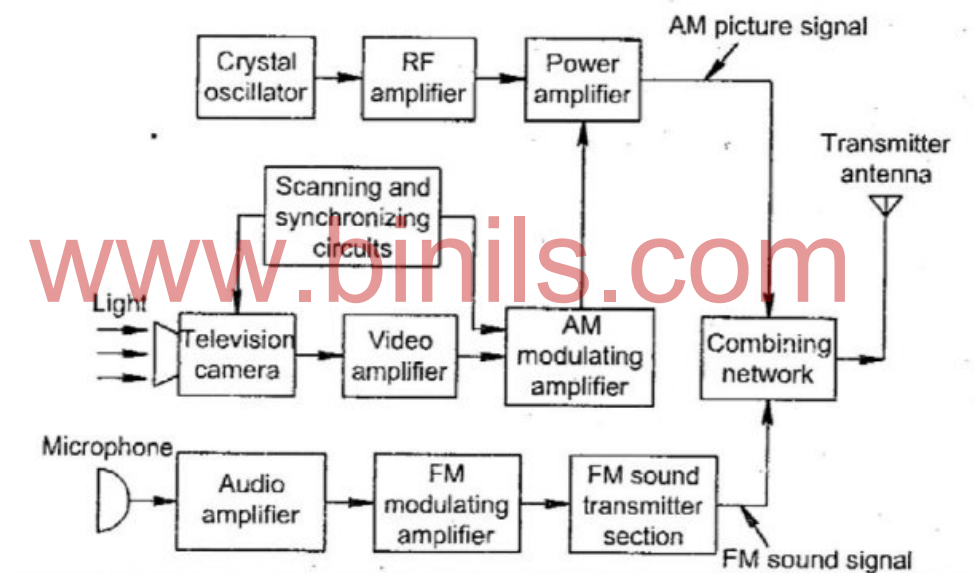 AM picture signal
Crystal
oscillator
RF
amplifier
Power
amplifier
Transmitter
antenna
Scanning and
synchronizing
circuits
www.binils.com
Light
Television
camera
Video
amplifier
AM
modulating
amplifier
Combining
network
Microphone
Audio
amplifier
FM
modulating
amplifier
FM sound
transmitter
section
FM sound signal